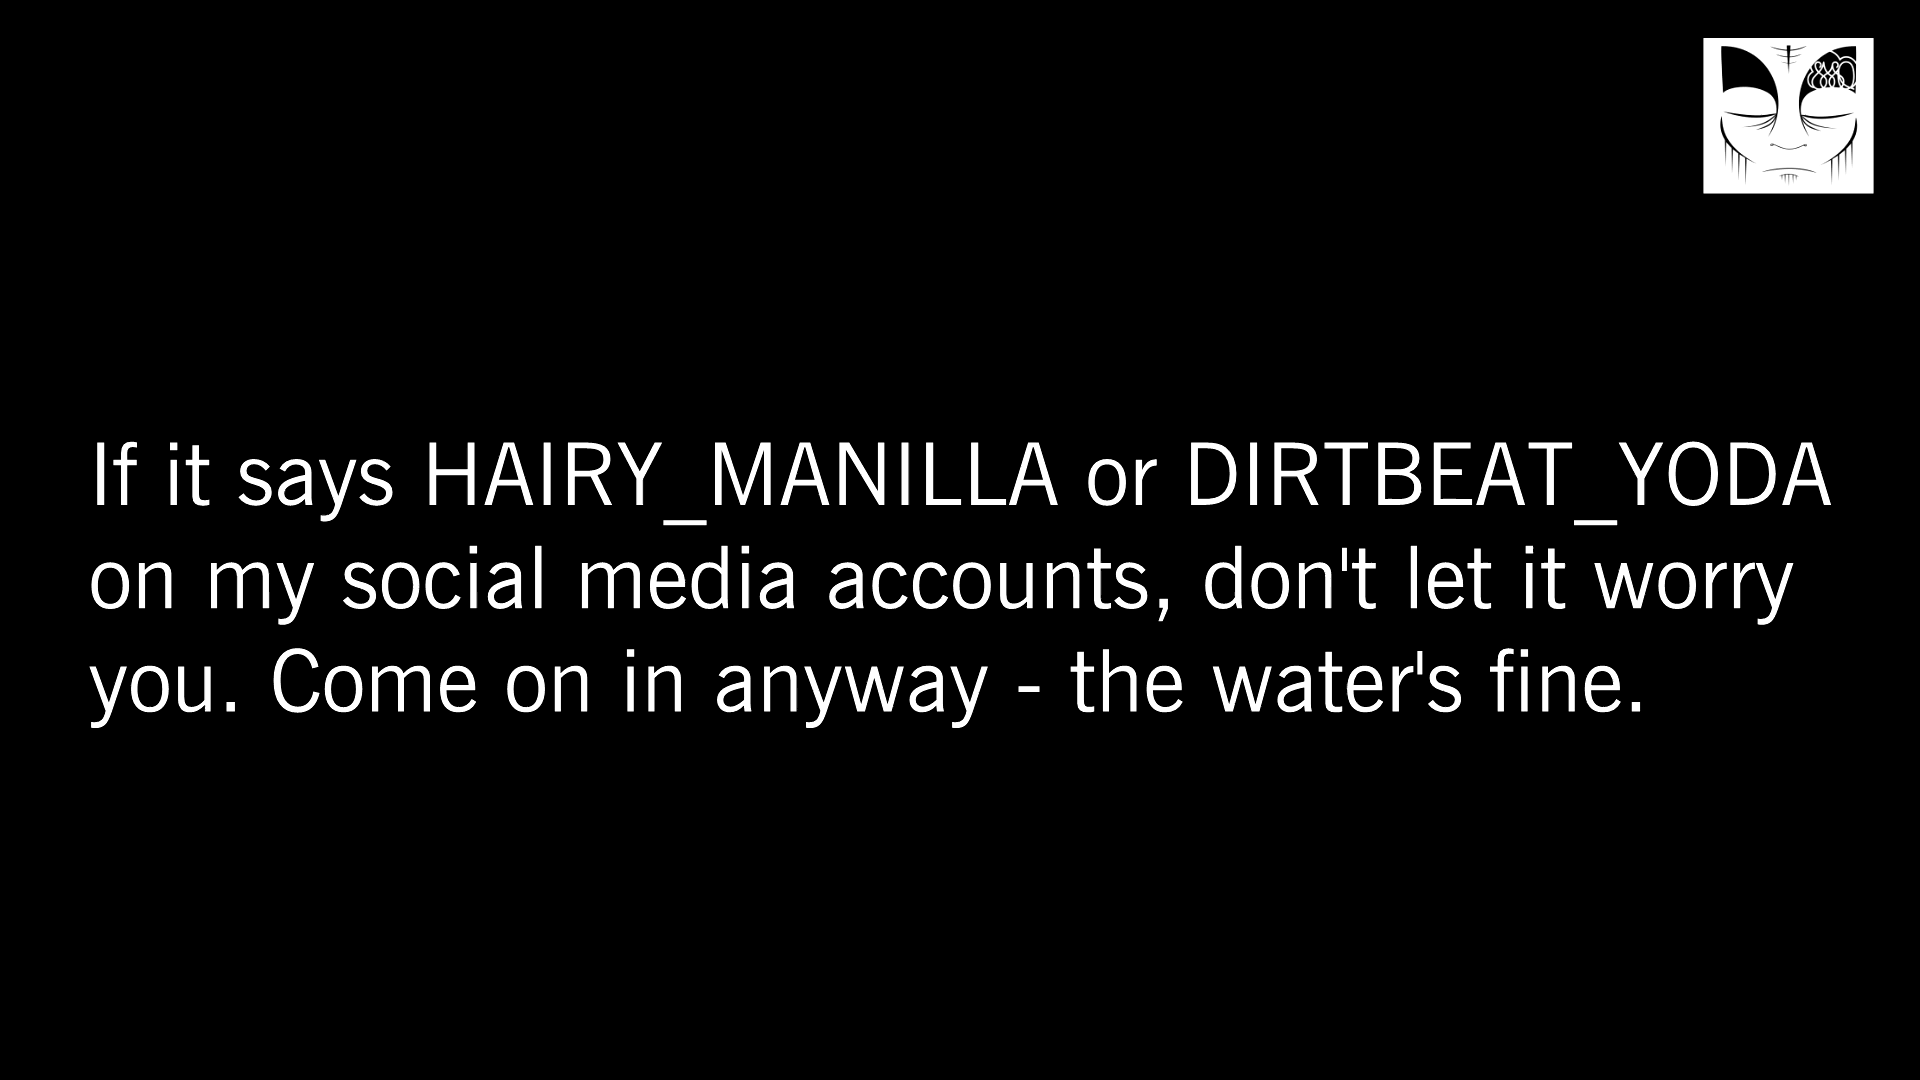 If it says HAIRY_MANILLA or DIRTBEAT_YODA
on my social media accounts, don't let it worry
you. Come on in anyway - the water's fine.